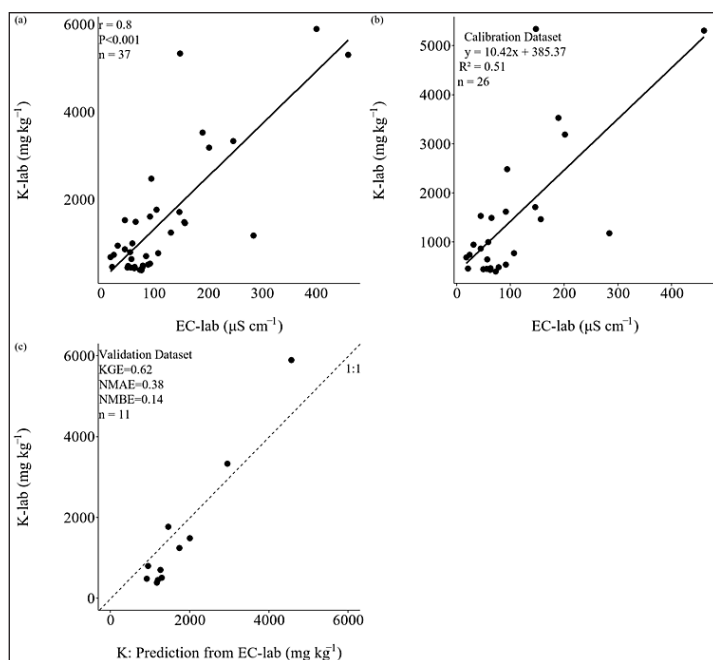 (a)
r = 0.8
P<0.001
n = 37
6000
4000
2000
K-lab (mg kg⁻¹)
0 100 200 300 400
EC-lab (μS cm⁻¹)
(b)
Calibration Dataset
y = 10.42x + 385.37
R² = 0.51
n = 26
5000
4000
3000
2000
1000
K-lab (mg kg⁻¹)
0 100 200 300 400
EC-lab (μS cm⁻¹)
(c)
Validation Dataset
KGE=0.62
NMAE=0.38
NMBE=0.14
n = 11
1:1
6000
4000
2000
0
K-lab (mg kg⁻¹)
0 2000 4000 6000
K: Prediction from EC-lab (mg kg⁻¹)